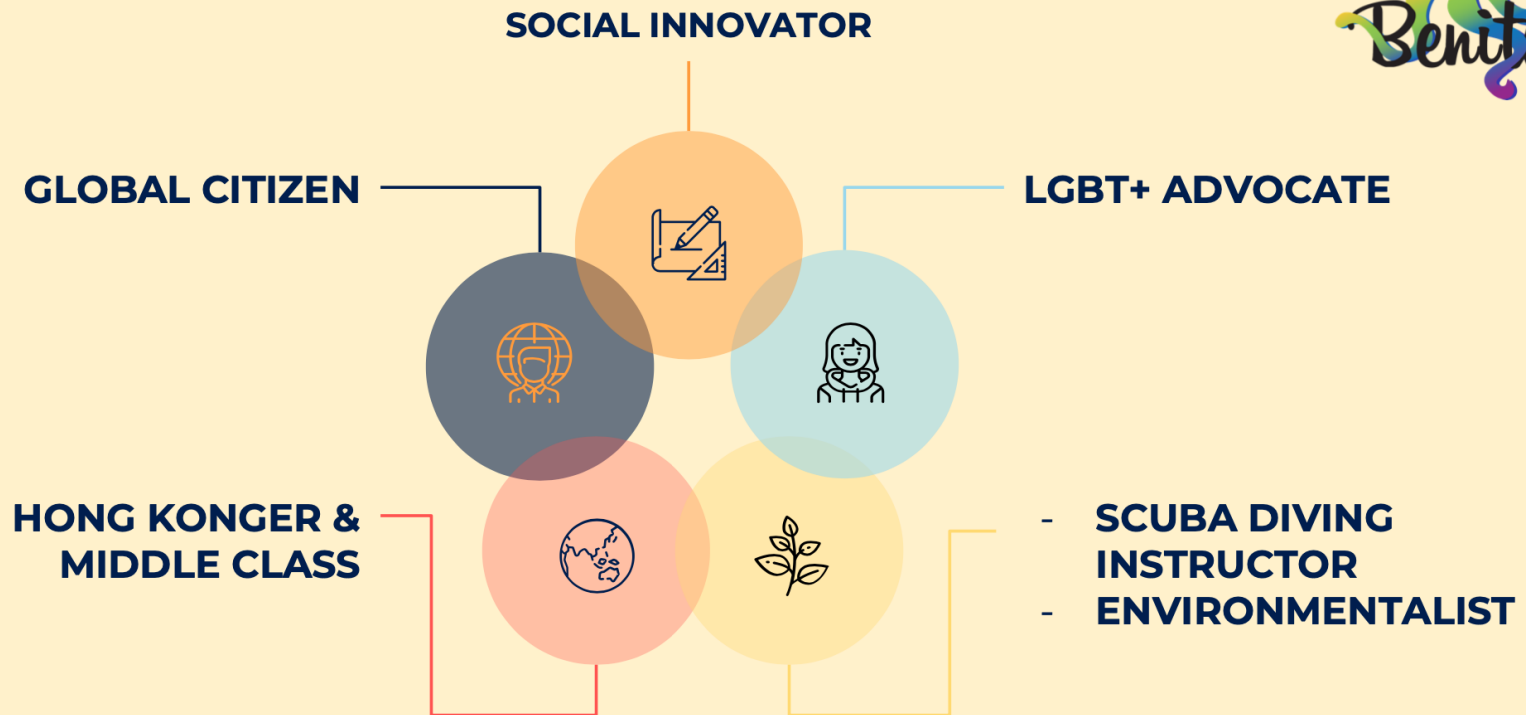 SOCIAL INNOVATOR
GLOBAL CITIZEN
LGBT+ ADVOCATE
HONG KONGER &
MIDDLE CLASS
- SCUBA DIVING
INSTRUCTOR
- ENVIRONMENTALIST